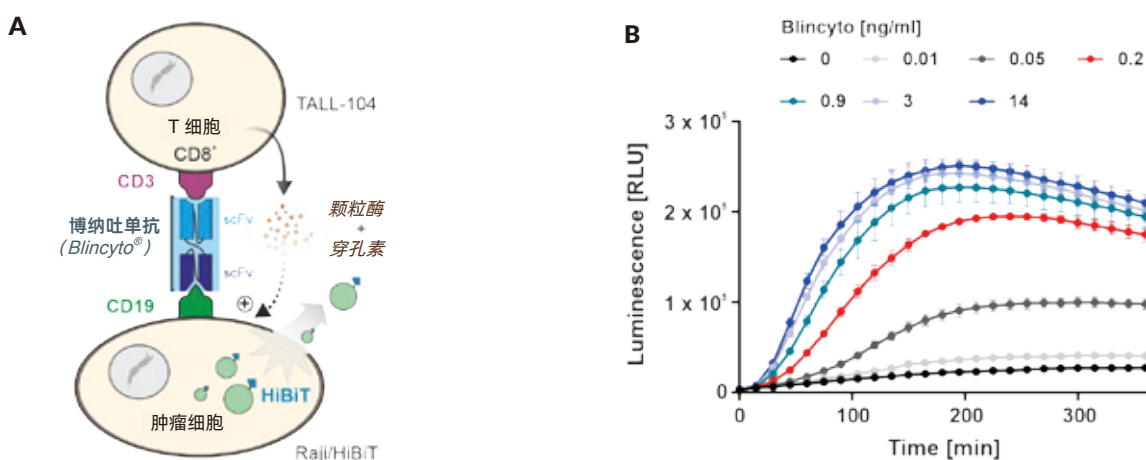 A
TALL-104
T 细胞
CD8⁺
CD3
博纳吐单抗
(Blincyto®)
scFv
scFv
颗粒酶
+
穿孔素
CD19
HiBiT
肿瘤细胞
Raji/HiBiT
B
Blincyto [ng/ml]
0 0.01 0.05 0.2
0.9 3 14
3 x 10⁵
2 x 10⁵
1 x 10⁵
0
Luminescence [RLU]
0 100 200 300
Time [min]